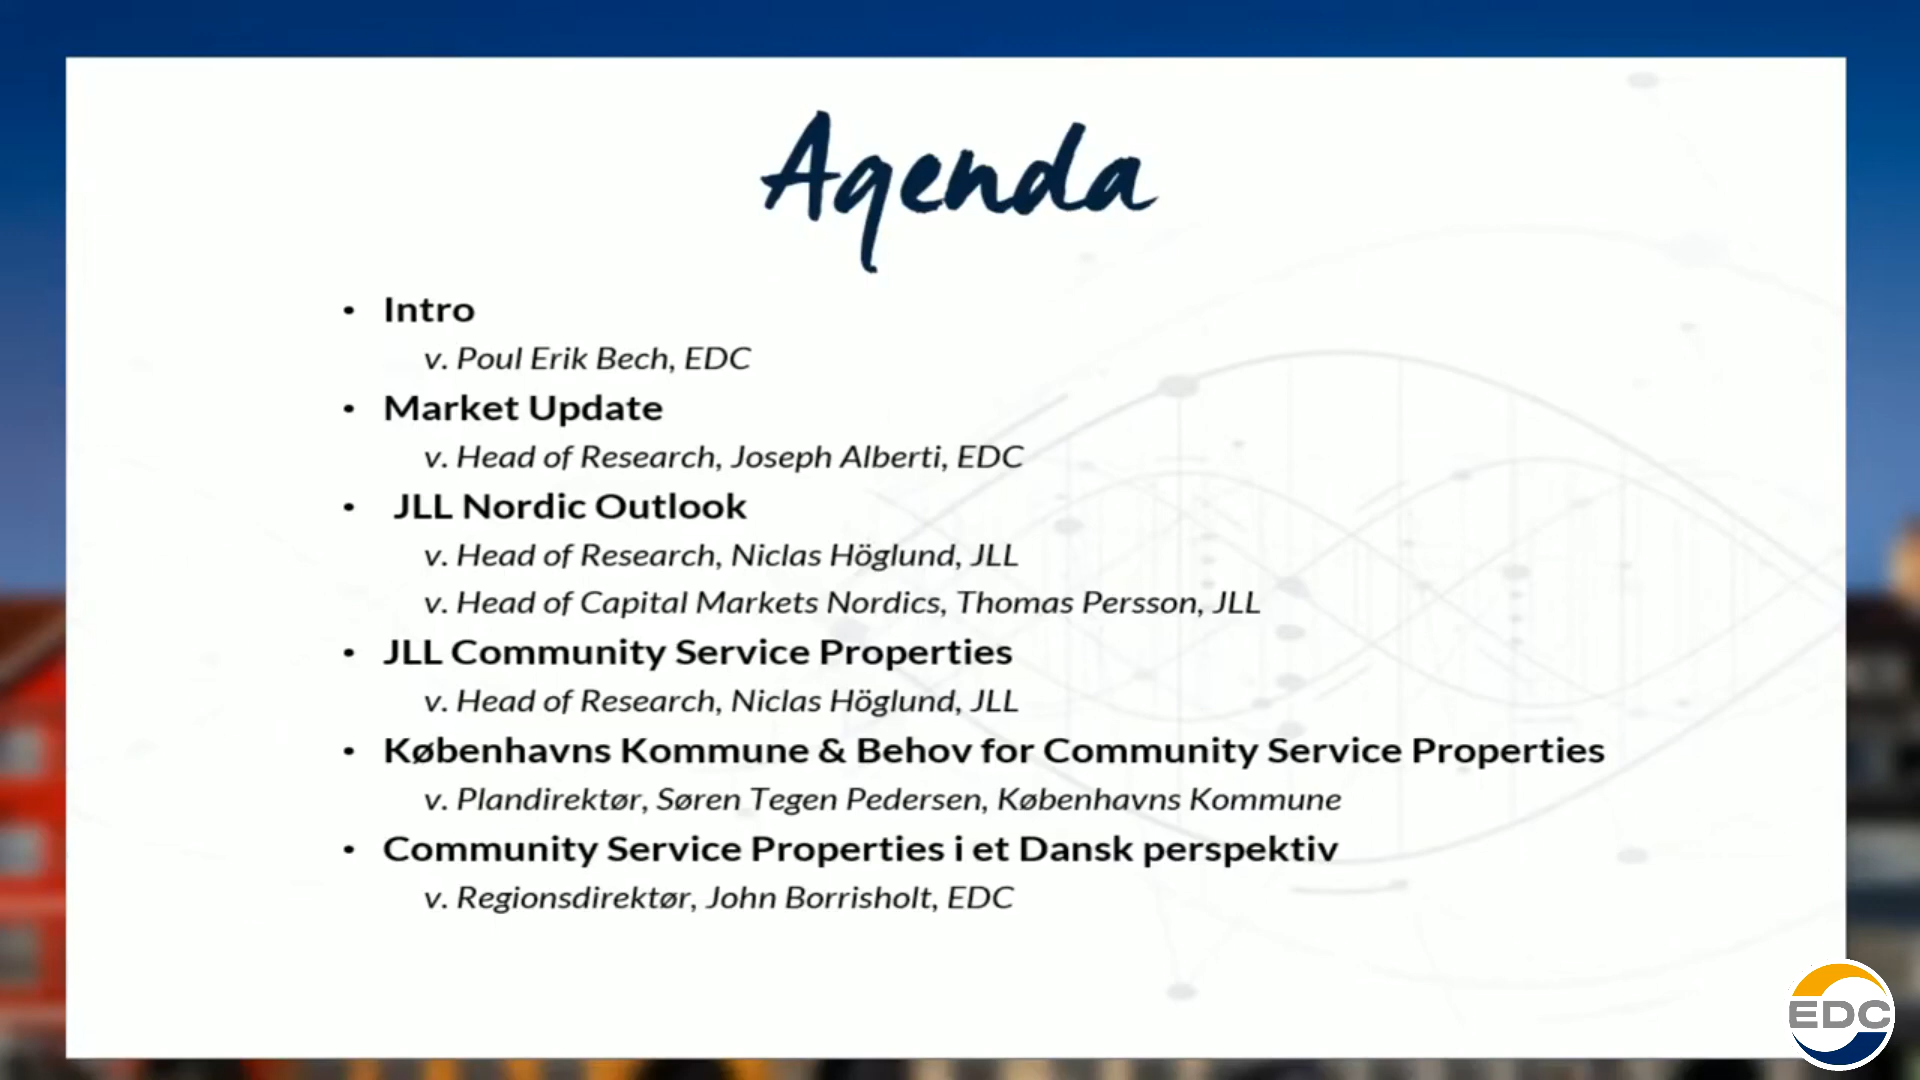 Agenda
• Intro
v. Poul Erik Bech, EDC
• Market Update
v. Head of Research, Joseph Alberti, EDC
• JLL Nordic Outlook
v. Head of Research, Niclas Höglund, JLL
v. Head of Capital Markets Nordics, Thomas Persson, JLL
• JLL Community Service Properties
v. Head of Research, Niclas Höglund, JLL
• Københavns Kommune & Behov for Community Service Properties
v. Plandirektør, Søren Tegen Pedersen, Københavns Kommune
• Community Service Properties i et Dansk perspektiv
v. Regionsdirektør, John Borrisholt, EDC
EDC